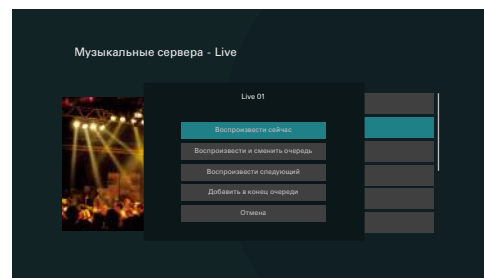 Музыкальные сервера - Live
Live 01
Воспроизвести сейчас
Воспроизвести и сменить очередь
Воспроизвести следующий
Добавить в конец очереди
Отмена